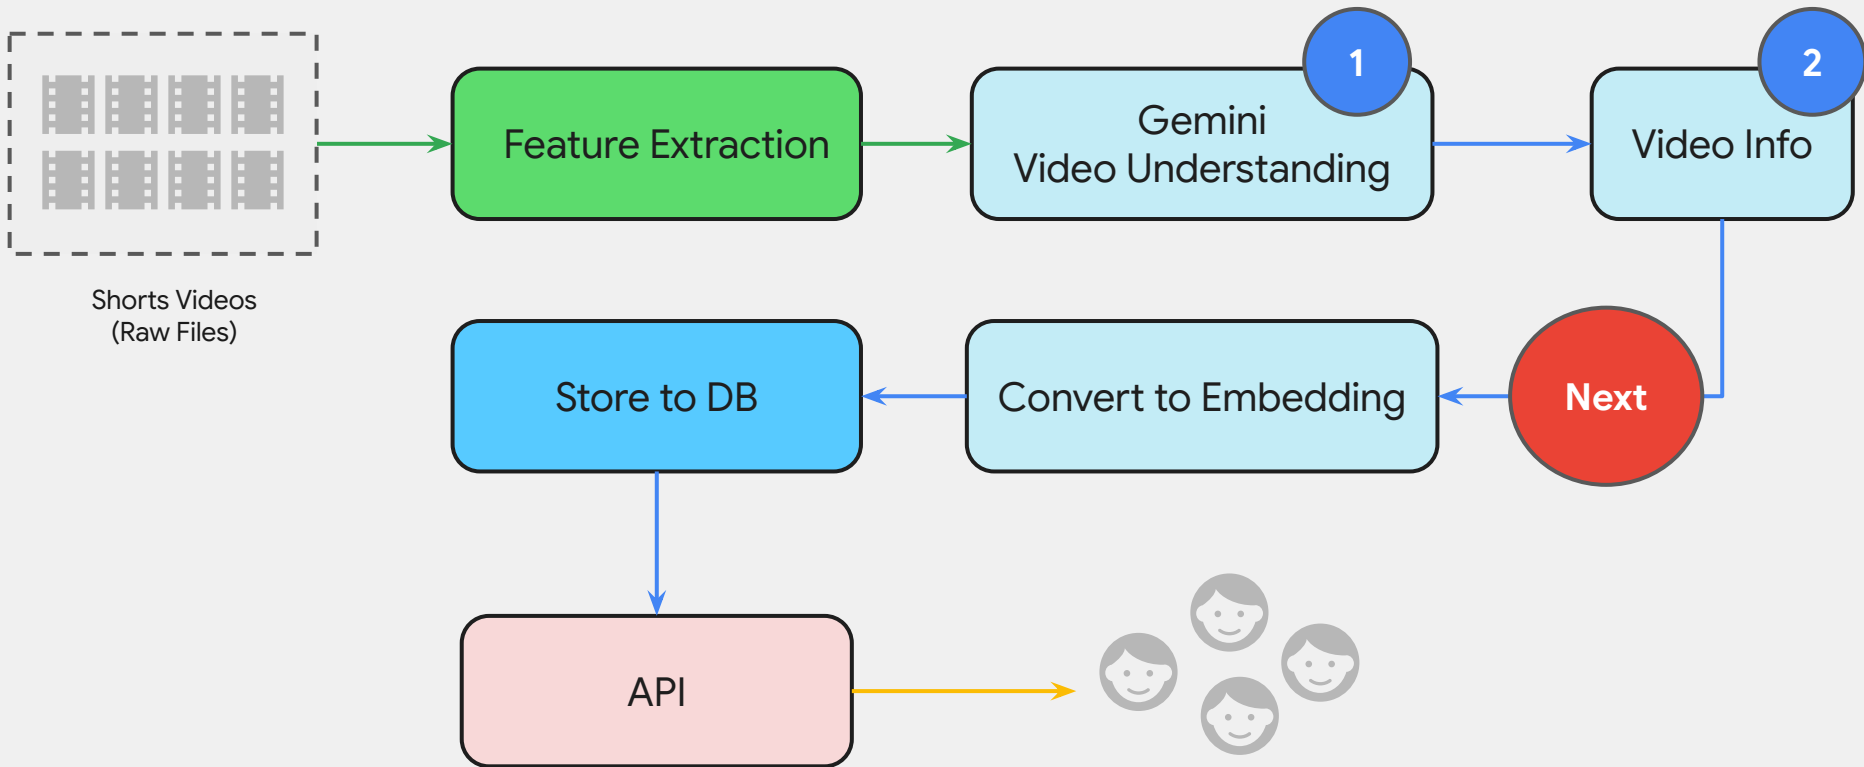 Shorts Videos
(Raw Files)
Feature Extraction
Gemini
Video Understanding
1
Video Info
2
Next
Convert to Embedding
Store to DB
API